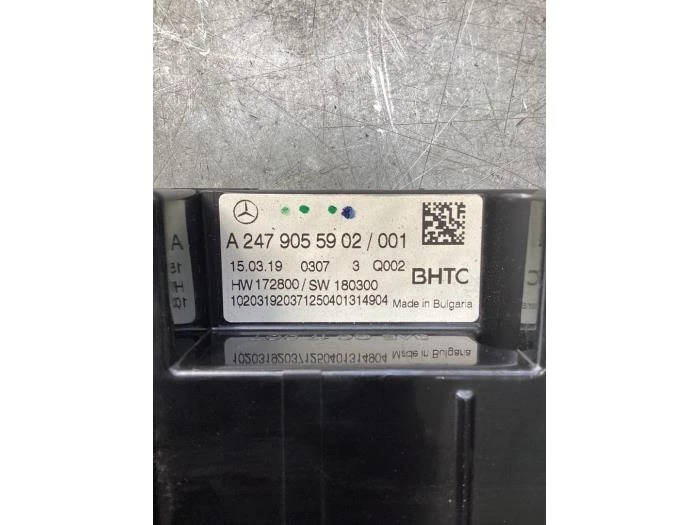 A 247 905 59 02 / 001
15.03.19 0307 3 Q002
BHTC
HW 172800 / SW 180300
102031920371250401314904 Made in Bulgaria